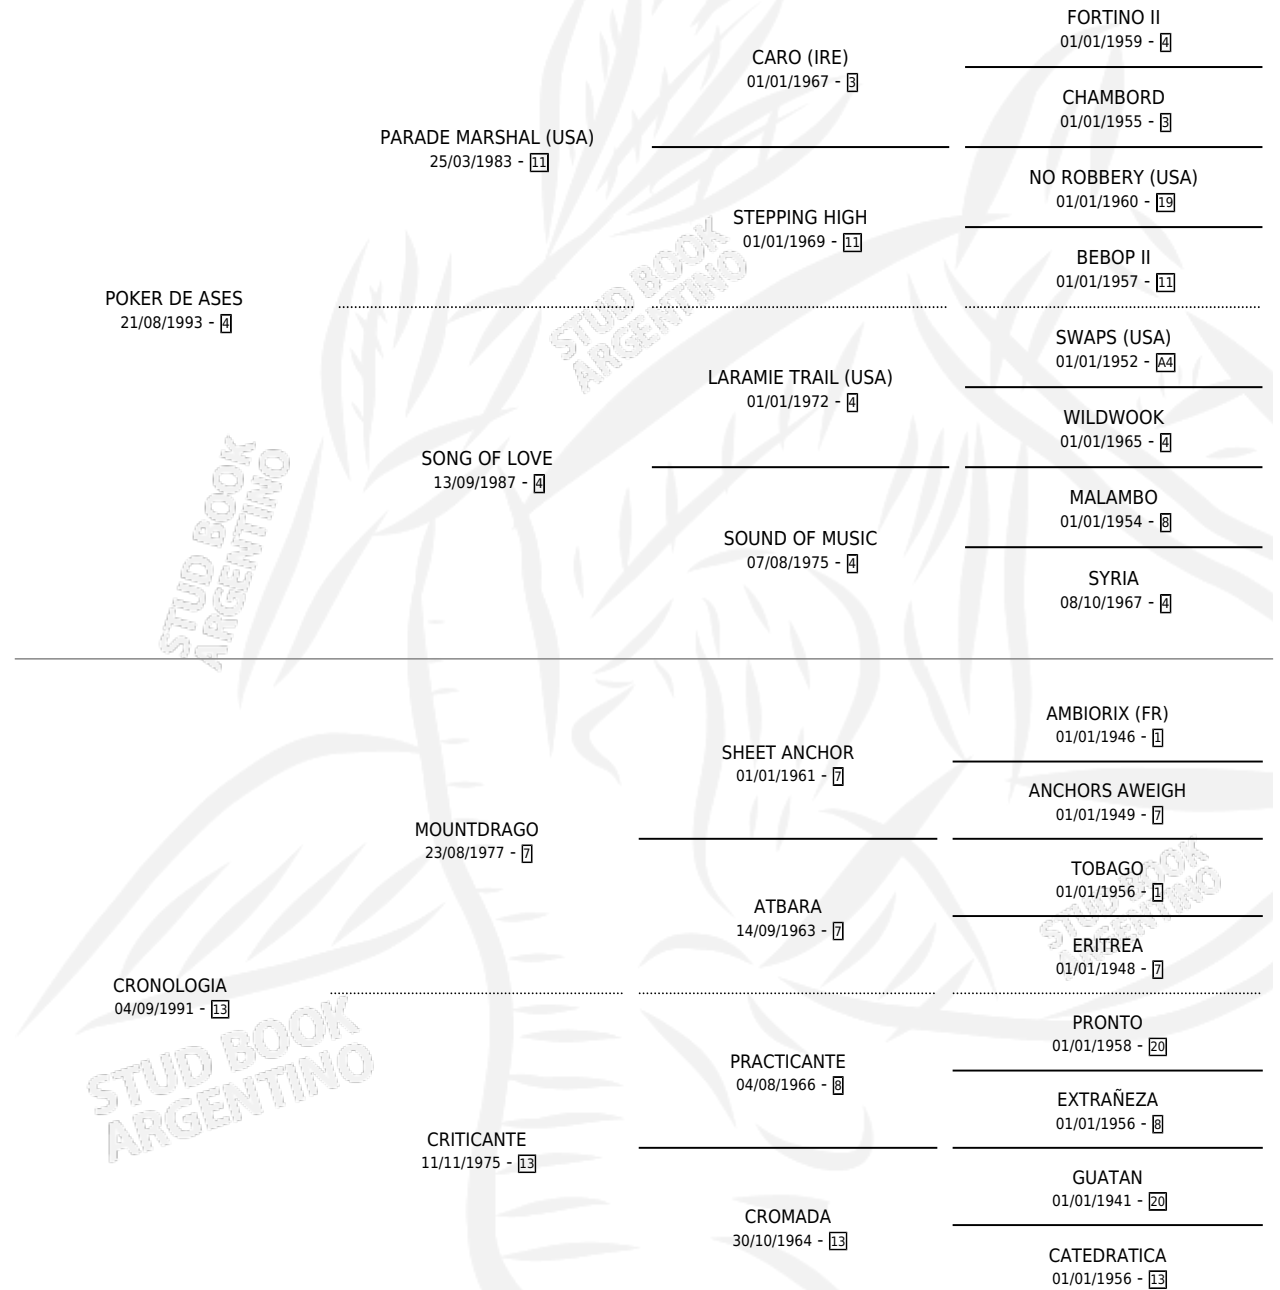 FORTINO II
01/01/1959 - 4
CARO (IRE)
01/01/1967 - 3
CHAMBORD
01/01/1955 - 3
PARADE MARSHAL (USA)
25/03/1983 - 11
NO ROBBERY (USA)
01/01/1960 - 19
STEPPING HIGH
01/01/1969 - 11
BEBOP II
01/01/1957 - 11
POKER DE ASES
21/08/1993 - 4
SWAPS (USA)
01/01/1952 - A4
LARAMIE TRAIL (USA)
01/01/1972 - 4
WILDWOOK
01/01/1965 - 4
SONG OF LOVE
13/09/1987 - 4
MALAMBO
01/01/1954 - 8
SOUND OF MUSIC
07/08/1975 - 4
SYRIA
08/10/1967 - 4
AMBIORIX (FR)
01/01/1946 - 1
SHEET ANCHOR
01/01/1961 - 7
ANCHORS AWEIGH
01/01/1949 - 7
MOUNTDRAGO
23/08/1977 - 7
TOBAGO
01/01/1956 - 1
ATBARA
14/09/1963 - 7
ERITREA
01/01/1948 - 7
CRONOLOGIA
04/09/1991 - 13
PRONTO
01/01/1958 - 20
PRACTICANTE
04/08/1966 - 8
EXTRAÑEZA
01/01/1956 - 8
CRITICANTE
11/11/1975 - 13
GUATAN
01/01/1941 - 20
CROMADA
30/10/1964 - 13
CATEDRATICA
01/01/1956 - 13
STUD BOOK
ARGENTINO
STUD BOOK
ARGENTINO
STUD BOOK
ARGENTINO
STUD BOOK
ARGENTINO